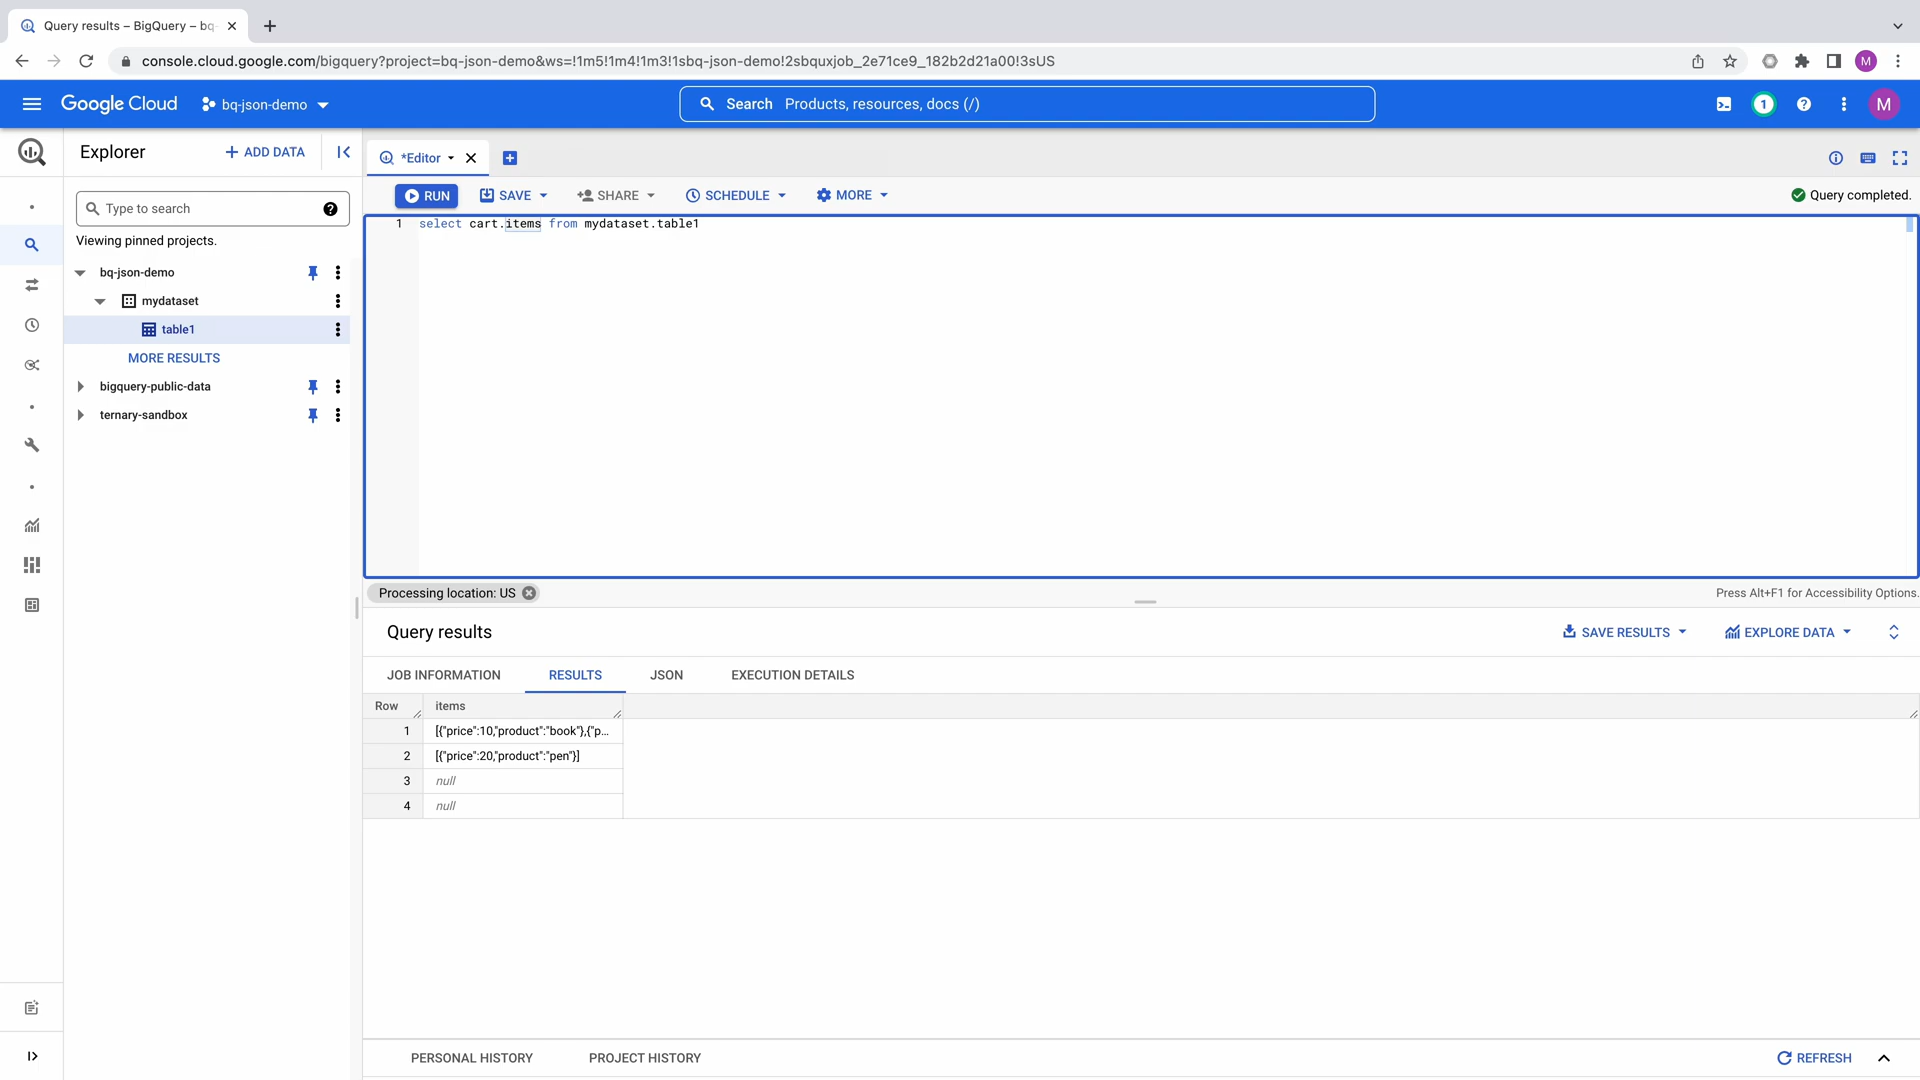 Query results – BigQuery – bq-
console.cloud.google.com/bigquery?project=bq-json-demo&ws=!1m5!1m4!1m3!1sbq-json-demo!2sbquxjob_2e71ce9_182b2d21a00!3sUS
M
Google Cloud
bq-json-demo
Search Products, resources, docs (/)
1
M
Explorer
ADD DATA
*Editor
RUN
SAVE
SHARE
SCHEDULE
MORE
Query completed.
Type to search
Viewing pinned projects.
bq-json-demo
mydataset
table1
MORE RESULTS
bigquery-public-data
ternary-sandbox
1 select cart.items from mydataset.table1
Processing location: US
Press Alt+F1 for Accessibility Options.
Query results
SAVE RESULTS
EXPLORE DATA
JOB INFORMATION
RESULTS
JSON
EXECUTION DETAILS
Row items
1 [{"price":10,"product":"book"},{"p...
2 [{"price":20,"product":"pen"}]
3 null
4 null
PERSONAL HISTORY
PROJECT HISTORY
REFRESH